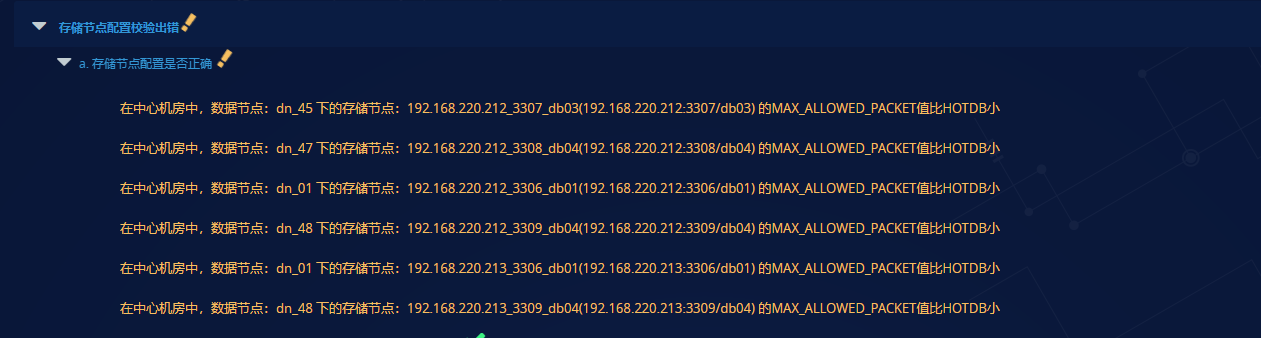 存储节点配置校验出错
a. 存储节点配置是否正确
在中心机房中，数据节点：dn_45 下的存储节点：192.168.220.212_3307_db03(192.168.220.212:3307/db03) 的MAX_ALLOWED_PACKET值比HOTDB小
在中心机房中，数据节点：dn_47 下的存储节点：192.168.220.212_3308_db04(192.168.220.212:3308/db04) 的MAX_ALLOWED_PACKET值比HOTDB小
在中心机房中，数据节点：dn_01 下的存储节点：192.168.220.212_3306_db01(192.168.220.212:3306/db01) 的MAX_ALLOWED_PACKET值比HOTDB小
在中心机房中，数据节点：dn_48 下的存储节点：192.168.220.212_3309_db04(192.168.220.212:3309/db04) 的MAX_ALLOWED_PACKET值比HOTDB小
在中心机房中，数据节点：dn_01 下的存储节点：192.168.220.213_3306_db01(192.168.220.213:3306/db01) 的MAX_ALLOWED_PACKET值比HOTDB小
在中心机房中，数据节点：dn_48 下的存储节点：192.168.220.213_3309_db04(192.168.220.213:3309/db04) 的MAX_ALLOWED_PACKET值比HOTDB小